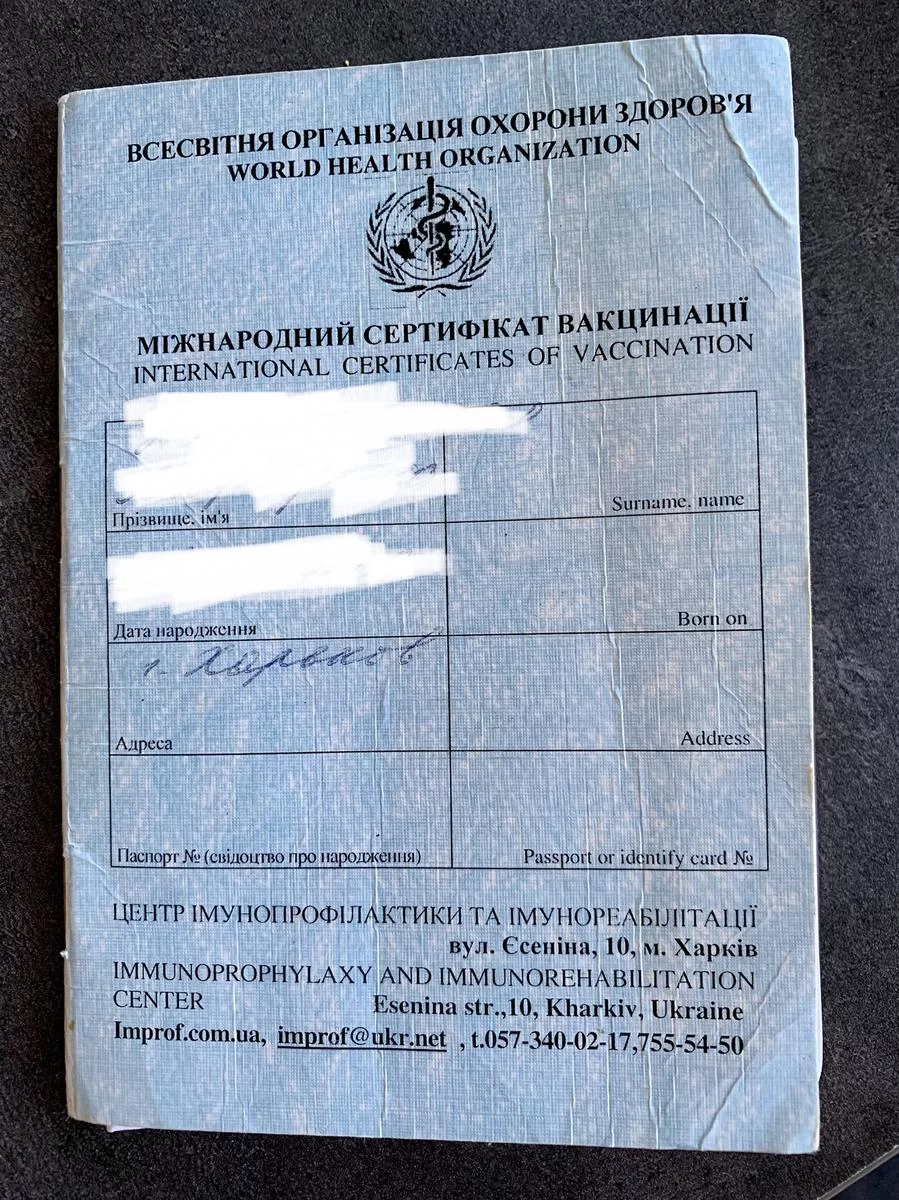 ВСЕСВІТНЯ ОРГАНІЗАЦІЯ ОХОРОНИ ЗДОРОВ'Я
WORLD HEALTH ORGANIZATION
МІЖНАРОДНИЙ СЕРТИФІКАТ ВАКЦИНАЦІЇ
INTERNATIONAL CERTIFICATES OF VACCINATION
Прізвище, ім'я
Surname, name
Дата народження
Born on
г. Харьков
Адреса
Address
Паспорт № (свідоцтво про народження)
Passport or identify card №
ЦЕНТР ІМУНОПРОФІЛАКТИКИ ТА ІМУНОРЕАБІЛІТАЦІЇ
вул. Єсеніна, 10, м. Харків
IMMUNOPROPHYLAXY AND IMMUNOREHABILITATION
CENTER Esenina str.,10, Kharkiv, Ukraine
Improf.com.ua, improf@ukr.net , t.057-340-02-17,755-54-50